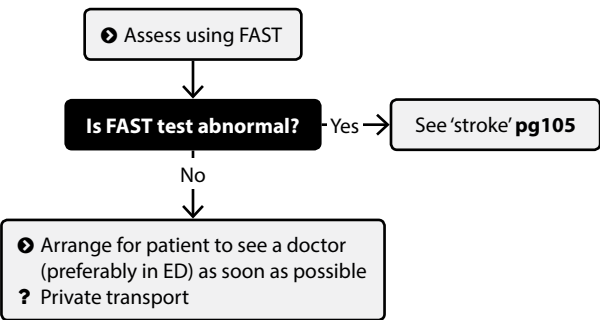 ❯ Assess using FAST
Is FAST test abnormal?
Yes
See ‘stroke’ pg105
No
❯ Arrange for patient to see a doctor
(preferably in ED) as soon as possible
? Private transport